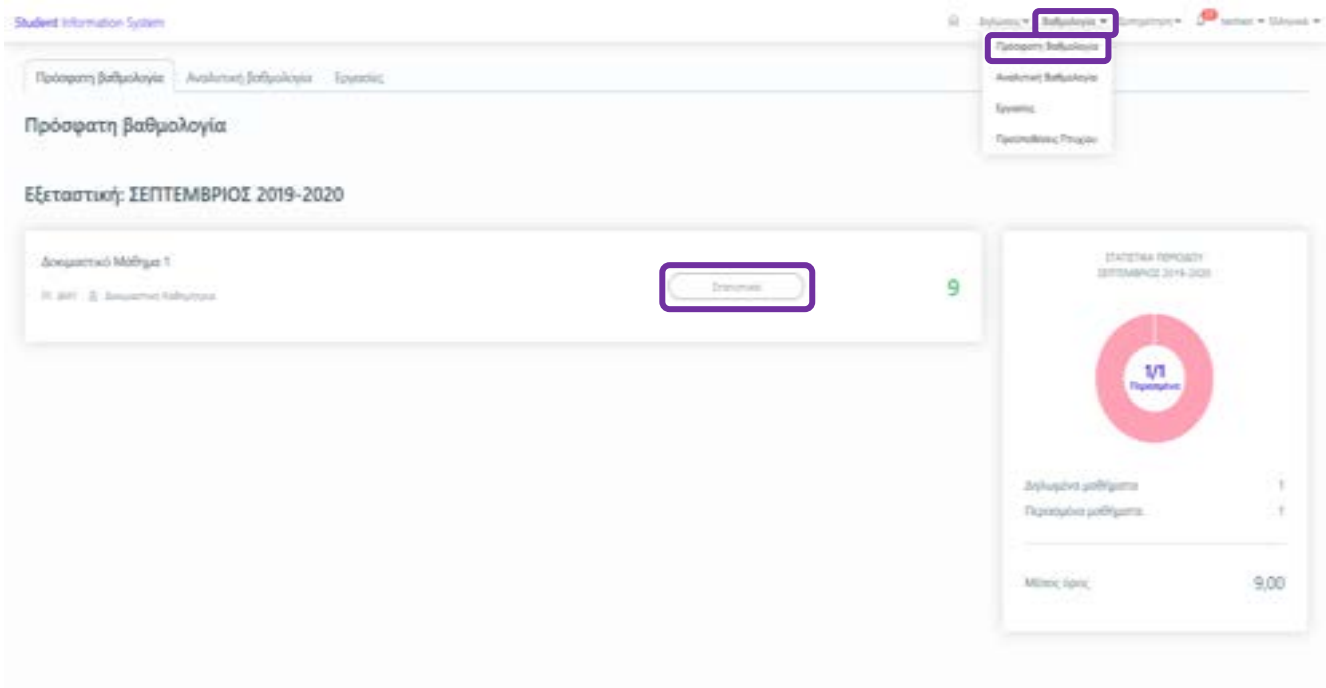 Student Information System
Δηλώσεις Βαθμολογία Ελληνικά
Πρόσφατη Βαθμολογία
Αναλυτική Βαθμολογία
Εργασίες
Προϋποθέσεις Πτυχίου
Πρόσφατη βαθμολογία Αναλυτική βαθμολογία Εργασίες
Πρόσφατη βαθμολογία
Εξεταστική: ΣΕΠΤΕΜΒΡΙΟΣ 2019-2020
Δοκιμαστικό Μάθημα 1
Στατιστικά
9
ΣΤΑΤΙΣΤΙΚΑ ΠΕΡΙΟΔΟΥ
ΣΕΠΤΕΜΒΡΙΟΣ 2019-2020
1/1
Περασμένα
Δηλωμένα μαθήματα 1
Περασμένα μαθήματα 1
Μέσος όρος 9,00